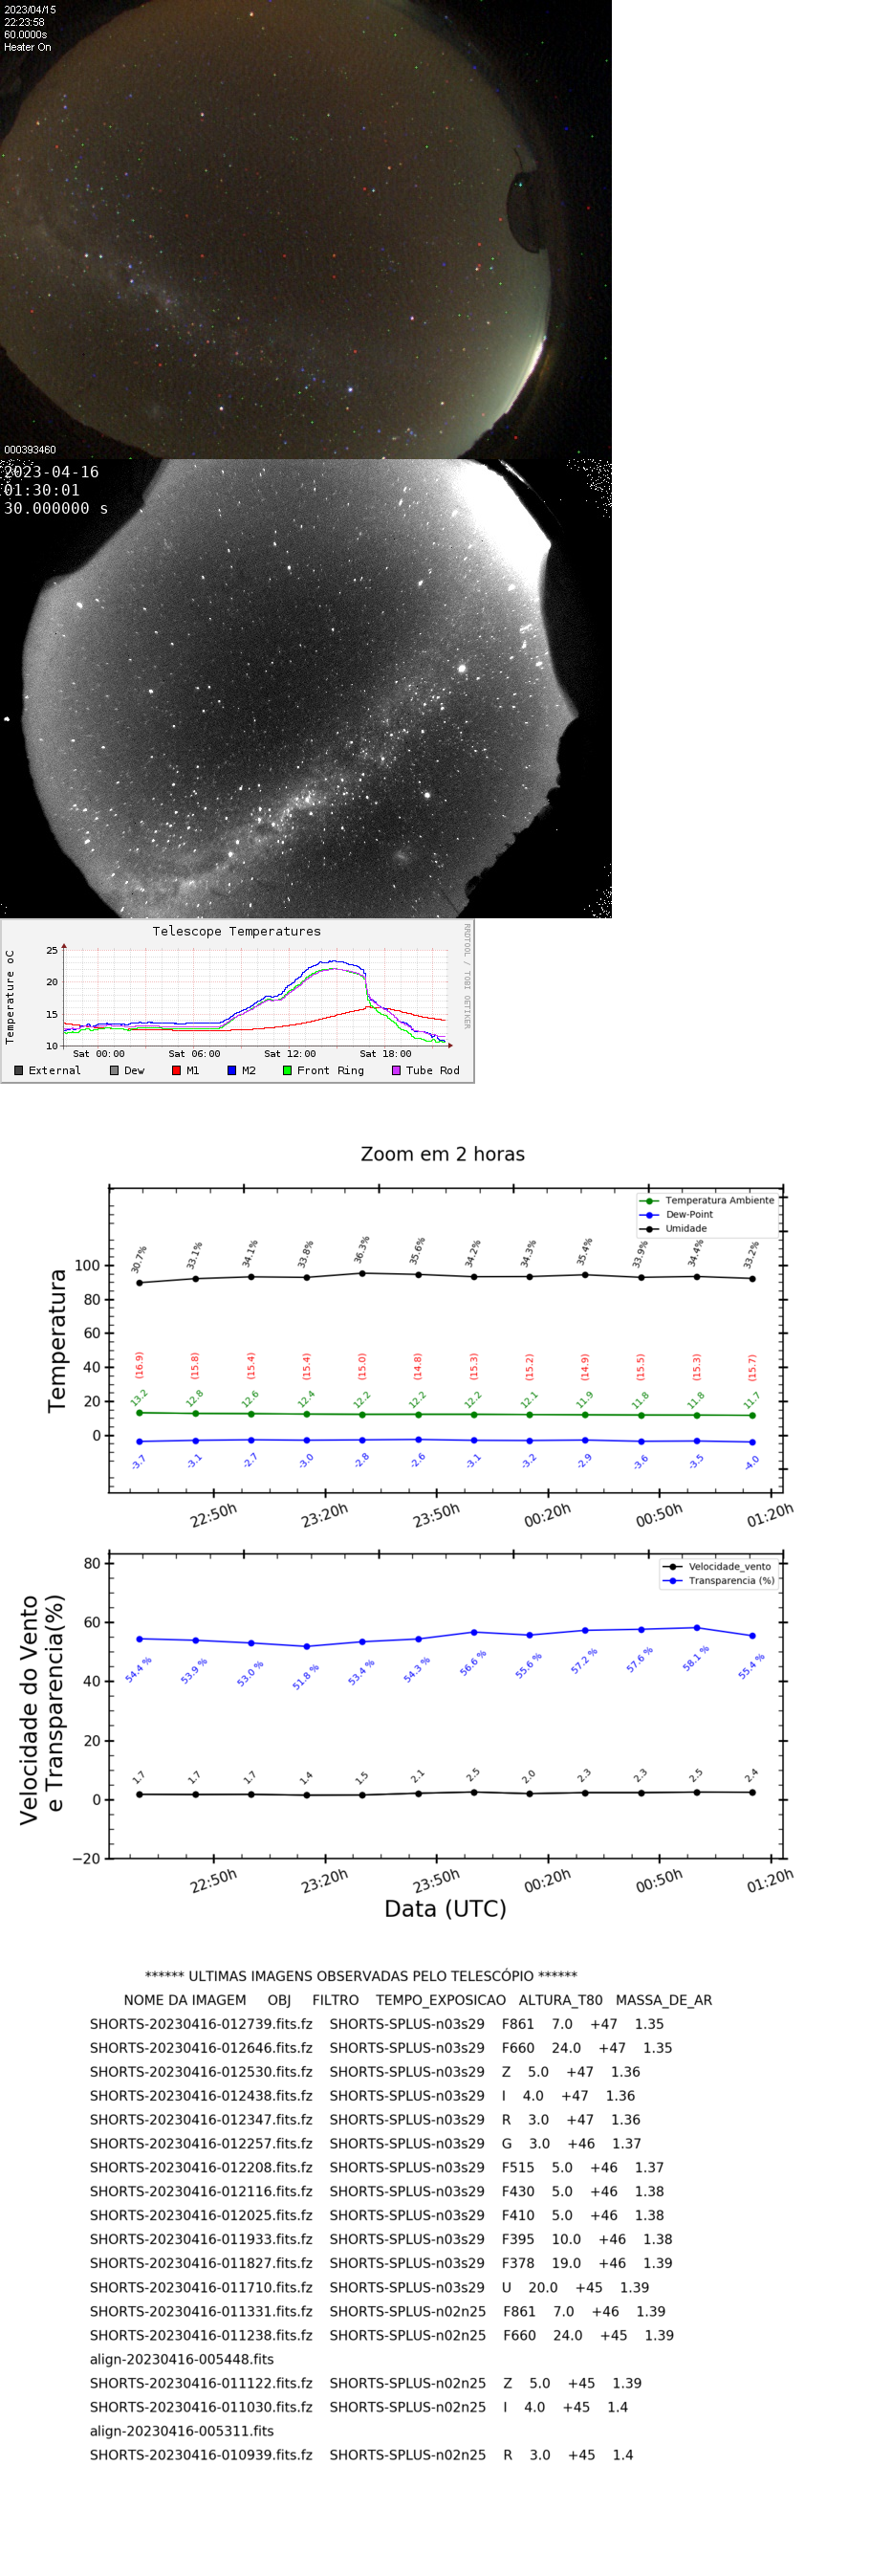 2023/04/15
22:23:58
60.0000s
Heater On
000393460
2023-04-16
01:30:01
30.000000 s
Telescope Temperatures
RRDTOOL / TOBI OETIKER
Temperature oC
25
20
15
10
Sat 00:00 Sat 06:00 Sat 12:00 Sat 18:00
External Dew M1 M2 Front Ring Tube Rod
Zoom em 2 horas
Temperatura Ambiente
Dew-Point
Umidade
Temperatura
100
80
60
40
20
0
30.7% 33.1% 34.1% 33.8% 36.3% 35.6% 34.2% 34.3% 35.4% 33.9% 34.4% 33.2%
(16.9) (15.8) (15.4) (15.4) (15.0) (14.8) (15.3) (15.2) (14.9) (15.5) (15.3) (15.7)
13.2 12.8 12.6 12.4 12.2 12.2 12.2 12.1 11.9 11.8 11.8 11.7
-3.7 -3.1 -2.7 -3.0 -2.8 -2.6 -3.1 -3.2 -2.9 -3.6 -3.5 -4.0
22:50h 23:20h 23:50h 00:20h 00:50h 01:20h
Velocidade_vento
Transparencia (%)
Velocidade do Vento
e Transparencia(%)
80
60
40
20
0
−20
54.4 % 53.9 % 53.0 % 51.8 % 53.4 % 54.3 % 56.6 % 55.6 % 57.2 % 57.6 % 58.1 % 55.4 %
1.7 1.7 1.7 1.4 1.5 2.1 2.5 2.0 2.3 2.3 2.5 2.4
22:50h 23:20h 23:50h 00:20h 00:50h 01:20h
Data (UTC)
****** ULTIMAS IMAGENS OBSERVADAS PELO TELESCÓPIO ******
NOME DA IMAGEM OBJ FILTRO TEMPO_EXPOSICAO ALTURA_T80 MASSA_DE_AR
SHORTS-20230416-012739.fits.fz SHORTS-SPLUS-n03s29 F861 7.0 +47 1.35
SHORTS-20230416-012646.fits.fz SHORTS-SPLUS-n03s29 F660 24.0 +47 1.35
SHORTS-20230416-012530.fits.fz SHORTS-SPLUS-n03s29 Z 5.0 +47 1.36
SHORTS-20230416-012438.fits.fz SHORTS-SPLUS-n03s29 I 4.0 +47 1.36
SHORTS-20230416-012347.fits.fz SHORTS-SPLUS-n03s29 R 3.0 +47 1.36
SHORTS-20230416-012257.fits.fz SHORTS-SPLUS-n03s29 G 3.0 +46 1.37
SHORTS-20230416-012208.fits.fz SHORTS-SPLUS-n03s29 F515 5.0 +46 1.37
SHORTS-20230416-012116.fits.fz SHORTS-SPLUS-n03s29 F430 5.0 +46 1.38
SHORTS-20230416-012025.fits.fz SHORTS-SPLUS-n03s29 F410 5.0 +46 1.38
SHORTS-20230416-011933.fits.fz SHORTS-SPLUS-n03s29 F395 10.0 +46 1.38
SHORTS-20230416-011827.fits.fz SHORTS-SPLUS-n03s29 F378 19.0 +46 1.39
SHORTS-20230416-011710.fits.fz SHORTS-SPLUS-n03s29 U 20.0 +45 1.39
SHORTS-20230416-011331.fits.fz SHORTS-SPLUS-n02n25 F861 7.0 +46 1.39
SHORTS-20230416-011238.fits.fz SHORTS-SPLUS-n02n25 F660 24.0 +45 1.39
align-20230416-005448.fits
SHORTS-20230416-011122.fits.fz SHORTS-SPLUS-n02n25 Z 5.0 +45 1.39
SHORTS-20230416-011030.fits.fz SHORTS-SPLUS-n02n25 I 4.0 +45 1.4
align-20230416-005311.fits
SHORTS-20230416-010939.fits.fz SHORTS-SPLUS-n02n25 R 3.0 +45 1.4